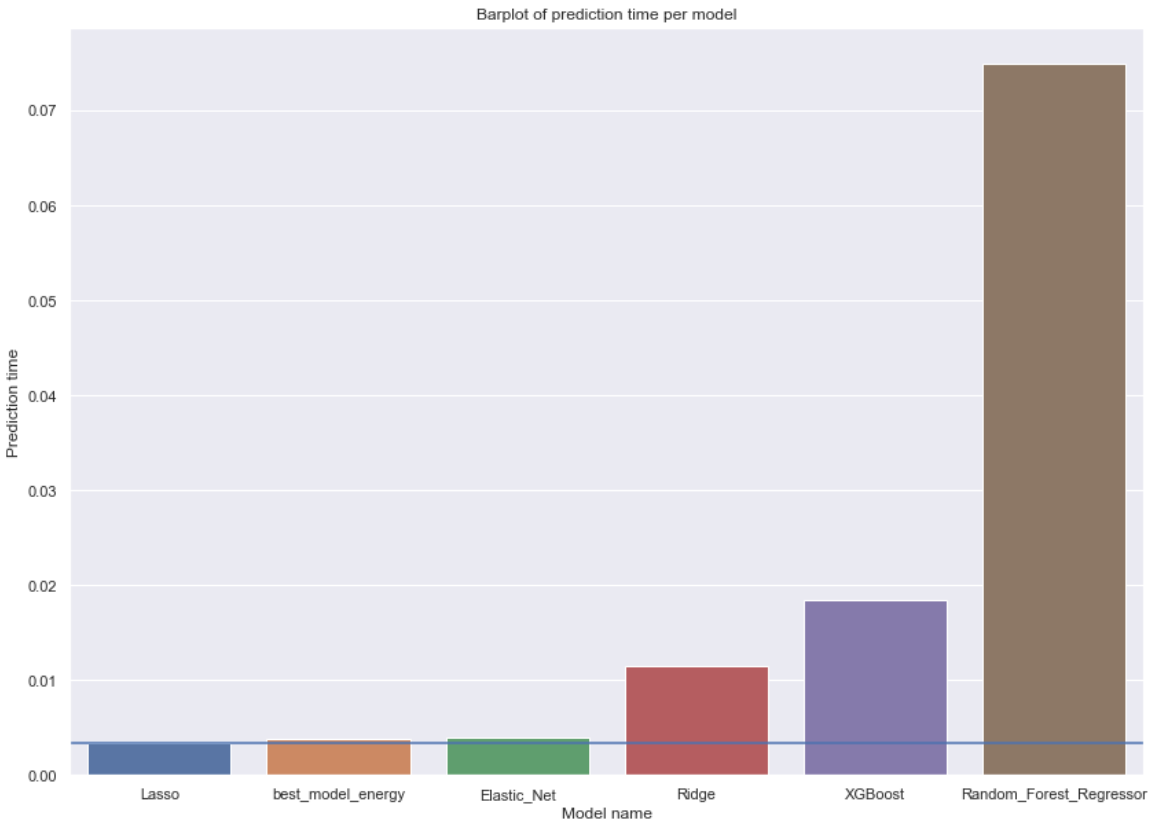 Barplot of prediction time per model
0.07
0.06
0.05
0.04
0.03
0.02
0.01
0.00
Prediction time
Lasso best_model_energy Elastic_Net Ridge XGBoost Random_Forest_Regressor
Model name